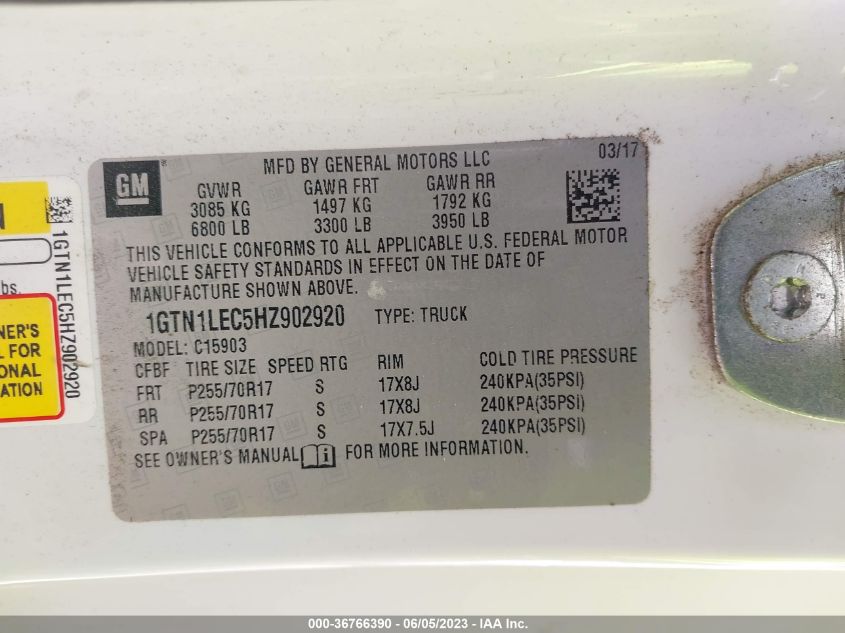 GM
MFD BY GENERAL MOTORS LLC
03/17
GVWR GAWR FRT GAWR RR
3085 KG 1497 KG 1792 KG
6800 LB 3300 LB 3950 LB
THIS VEHICLE CONFORMS TO ALL APPLICABLE U.S. FEDERAL MOTOR
VEHICLE SAFETY STANDARDS IN EFFECT ON THE DATE OF
MANUFACTURE SHOWN ABOVE.
1GTN1LEC5HZ902920 TYPE: TRUCK
MODEL: C15903
CFBF TIRE SIZE SPEED RTG RIM COLD TIRE PRESSURE
FRT P255/70R17 S 17X8J 240KPA(35PSI)
RR P255/70R17 S 17X8J 240KPA(35PSI)
SPA P255/70R17 S 17X7.5J 240KPA(35PSI)
SEE OWNER'S MANUAL i FOR MORE INFORMATION.
1GTN1LEC5HZ902920
N
bs.
NER'S
L FOR
ONAL
ATION
000-36766390 - 06/05/2023 - IAA Inc.